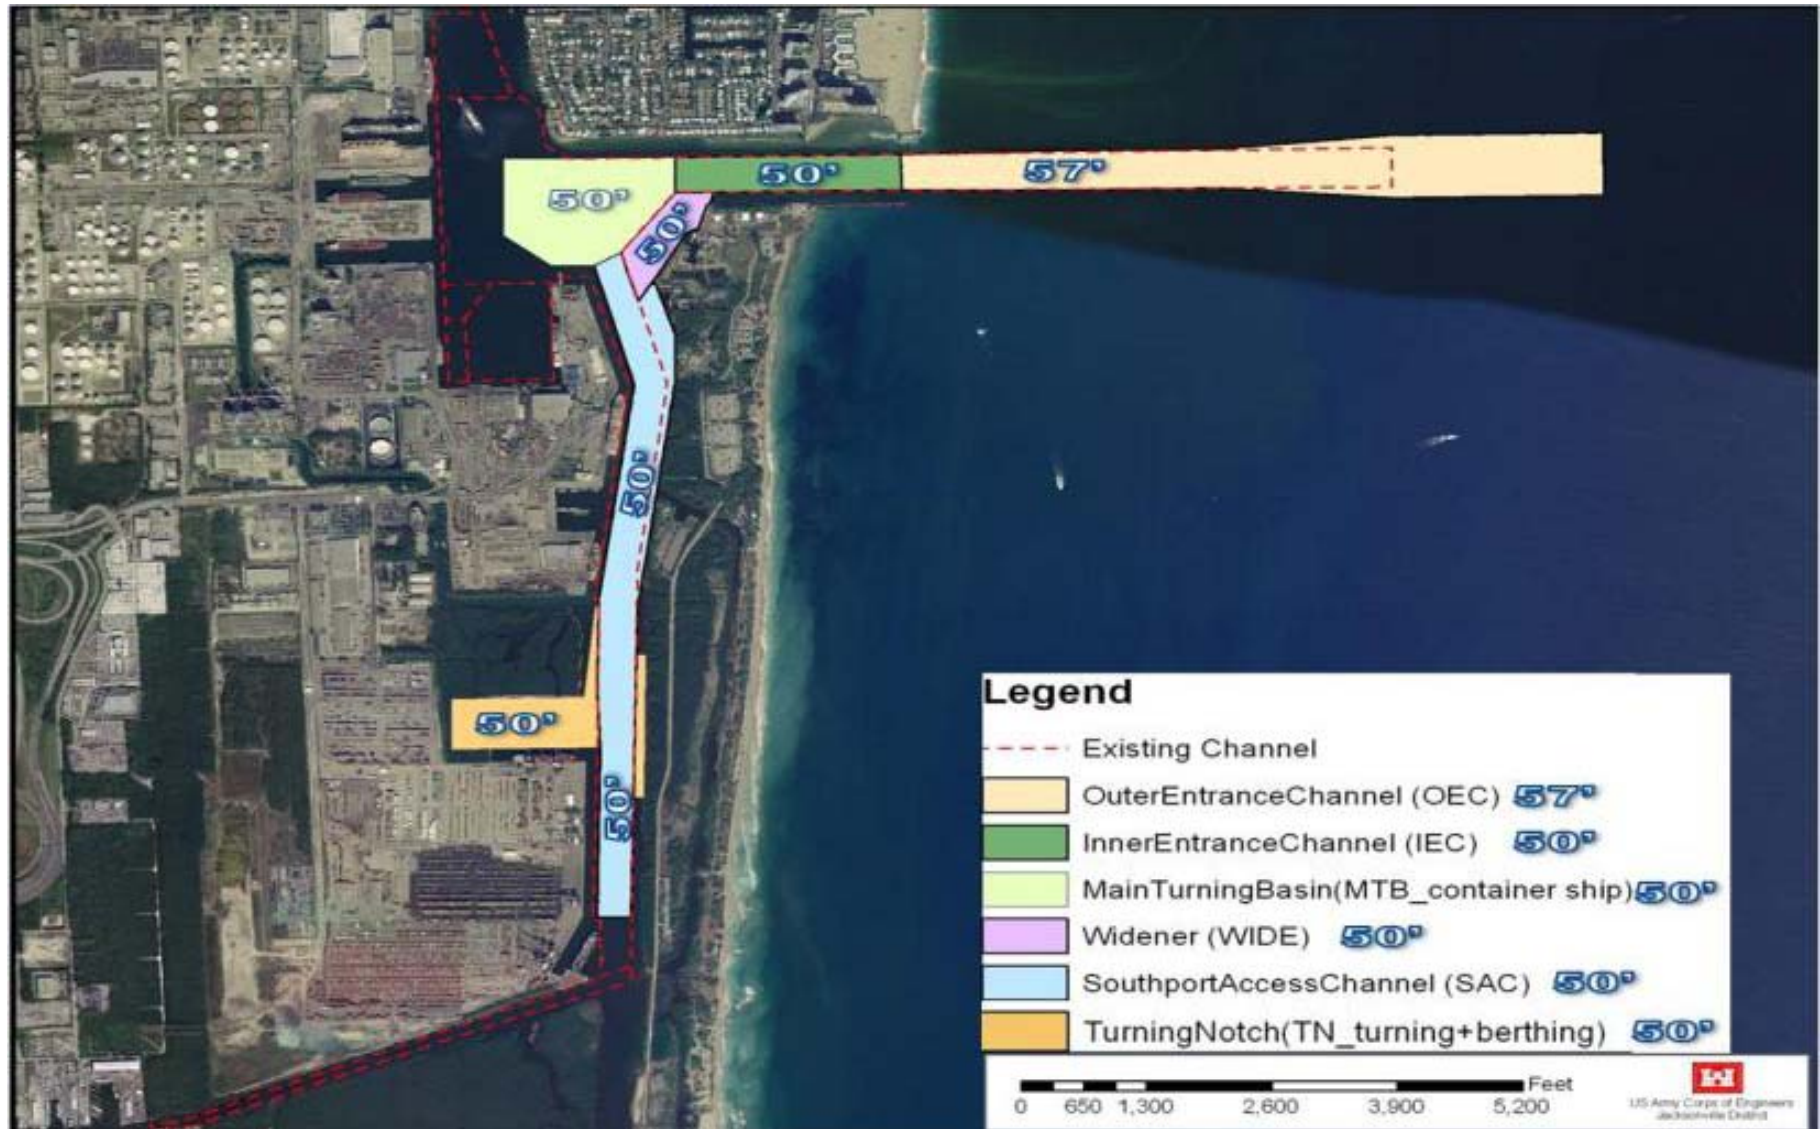 50'
57'
50'
50'
50'
50'
50'
Legend
Existing Channel
OuterEntranceChannel (OEC) 57'
InnerEntranceChannel (IEC) 50'
MainTurningBasin(MTB_container ship) 50'
Widener (WIDE) 50'
SouthportAccessChannel (SAC) 50'
TurningNotch(TN_turning+berthing) 50'
Feet
0 650 1,300 2,600 3,900 5,200
US Army Corps of Engineers
Jacksonville District